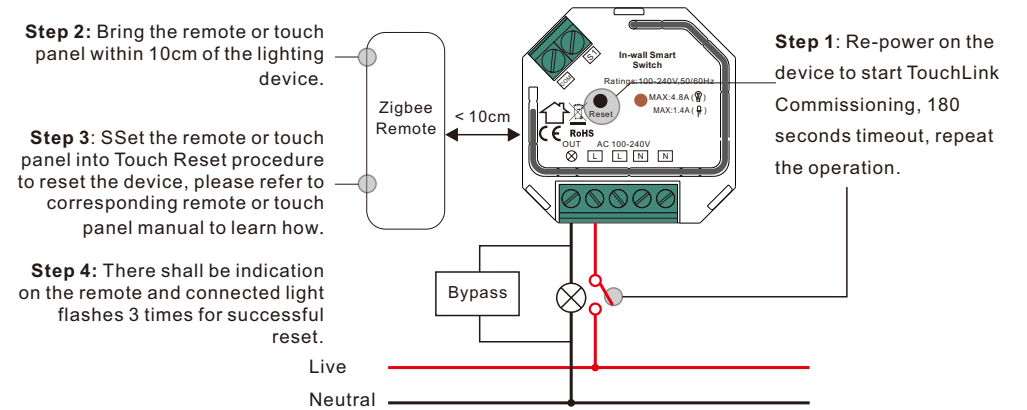 Step 2: Bring the remote or touch
panel within 10cm of the lighting
device.
Step 3: SSet the remote or touch
panel into Touch Reset procedure
to reset the device, please refer to
corresponding remote or touch
panel manual to learn how.
Step 4: There shall be indication
on the remote and connected light
flashes 3 times for successful
reset.
Zigbee
Remote
< 10cm
S1
COM
In-wall Smart
Switch
Ratings:100-240V,50/60Hz
MAX:4.8A ( )
MAX:1.4A ( )
Reset
CE RoHS
OUT AC 100-240V
L L N N
Step 1: Re-power on the
device to start TouchLink
Commissioning, 180
seconds timeout, repeat
the operation.
Bypass
Live
Neutral